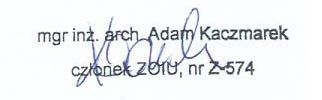 mgr inż. arch. Adam Kaczmarek
członek ZOIU, nr Z-574